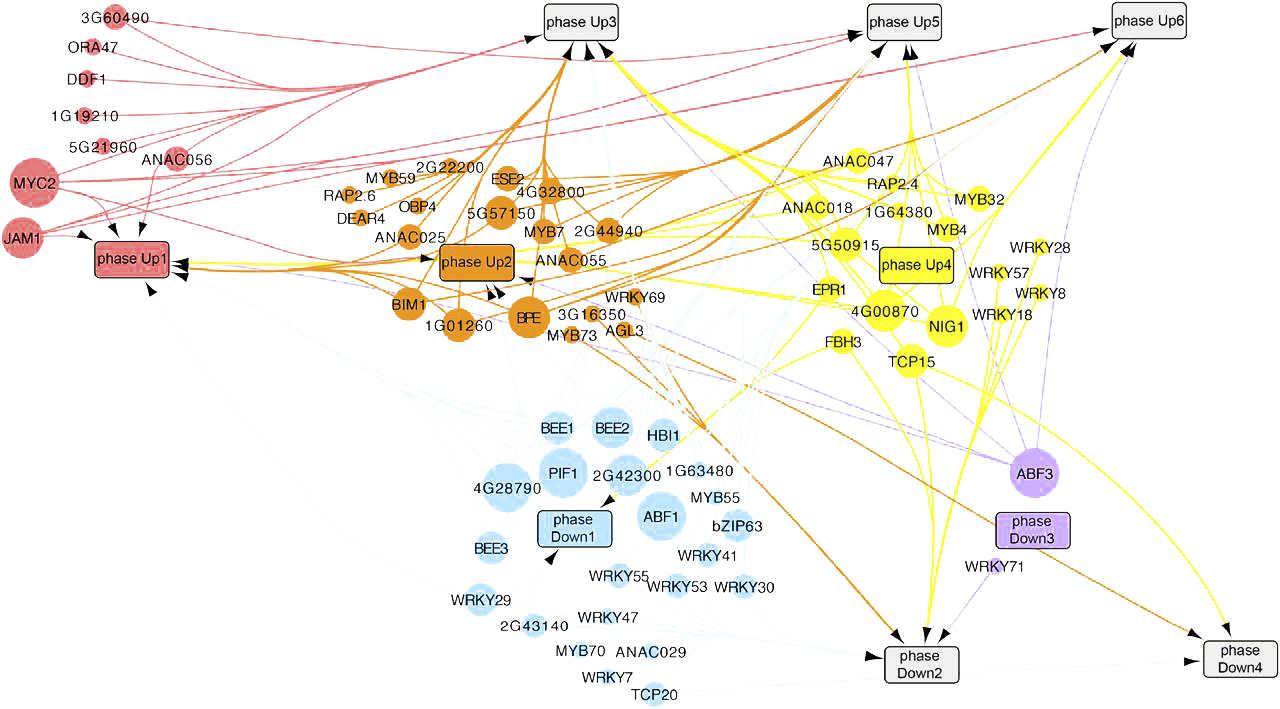 3G60490
phase Up3
phase Up5
phase Up6
ORA47
DDF1
1G19210
5G21960
ANAC056
MYC2
JAM1
phase Up1
2G22200
MYB59
RAP2.6
OBP4
DEAR4
ANAC025
ESE2
4G32800
5G57150
MYB7
2G44940
ANAC055
phase Up2
BIM1
1G01260
BPE
WRKY69
3G16350
MYB73
AGL3
ANAC047
RAP2.4
MYB32
ANAC018
1G64380
MYB4
5G50915
phase Up4
EPR1
4G00870
NIG1
FBH3
TCP15
WRKY28
WRKY57
WRKY8
WRKY18
BEE1
BEE2
HBI1
PIF1
2G42300
1G63480
4G28790
MYB55
ABF1
bZIP63
phase
Down1
BEE3
WRKY41
WRKY55
WRKY53
WRKY30
WRKY29
WRKY47
2G43140
MYB70
ANAC029
WRKY7
TCP20
ABF3
phase
Down3
WRKY71
phase
Down2
phase
Down4